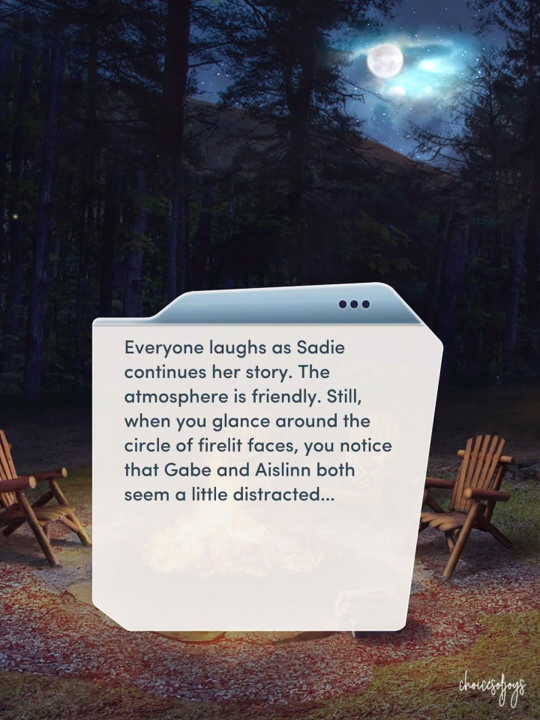 Everyone laughs as Sadie
continues her story. The
atmosphere is friendly. Still,
when you glance around the
circle of firelit faces, you notice
that Gabe and Aislinn both
seem a little distracted...
choicesofjoys